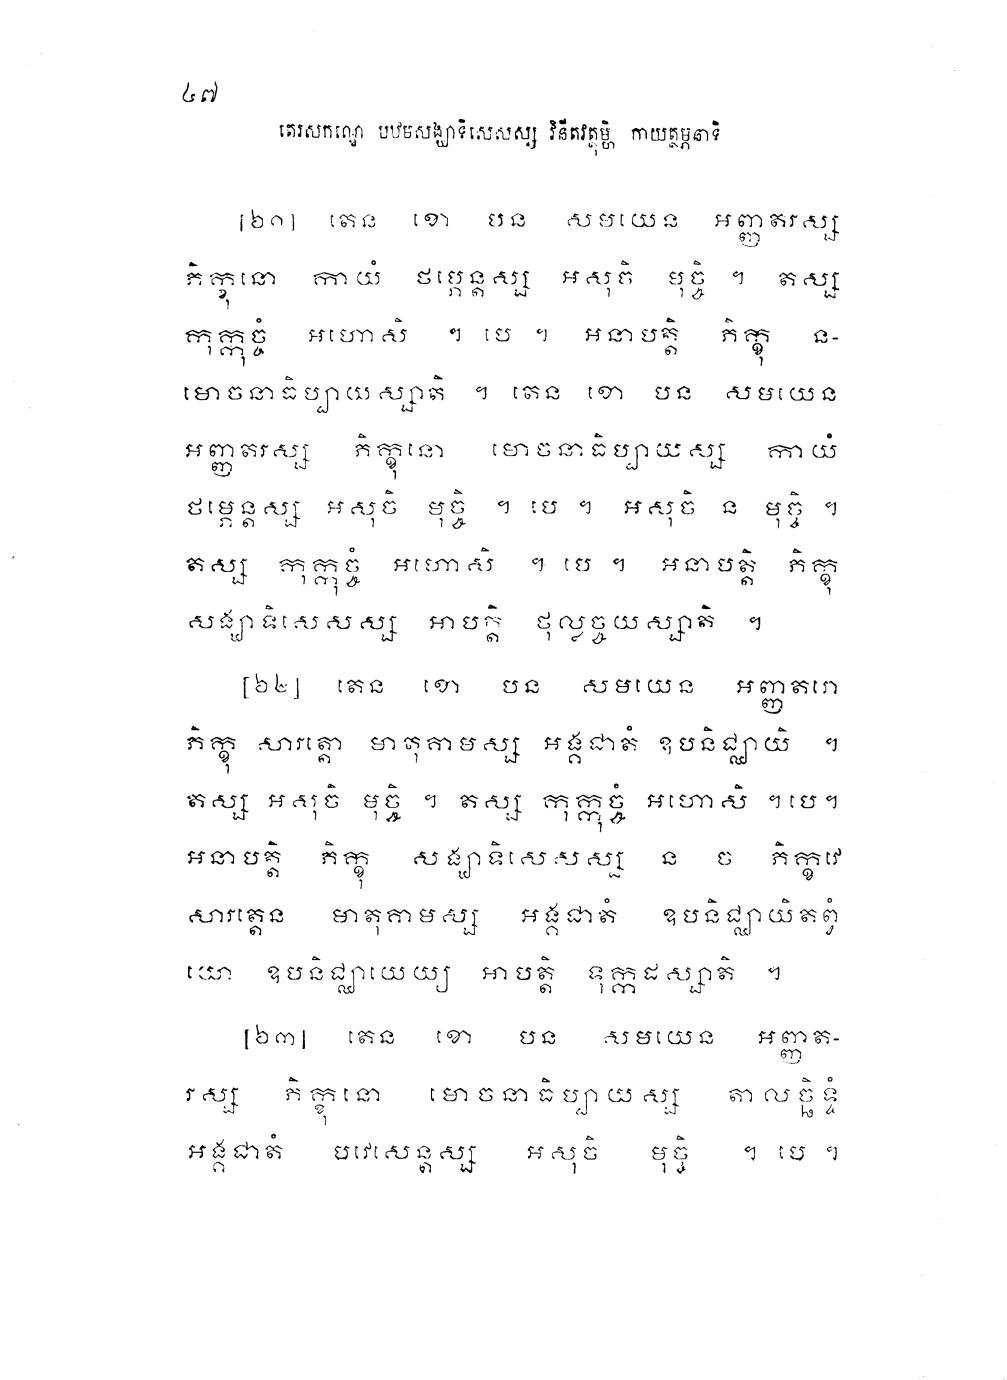 ៤៧
តេរសកណ្ឌេ បឋមសង្ឃាទិសេសស្ស វិនីតវត្ថុម្ហិ កាយត្ថម្ភនាទិ
[៦១] តេន ខោ បន សមយេន អញ្ញតរស្ស
ភិក្ខុនោ កាយំ ថម្ភេន្តស្ស អសុចិ មុច្ចិ ។ តស្ស
កុក្កុច្ចំ អហោសិ ។ បេ ។ អនាបត្តិ ភិក្ខុ ន-
មោចនាធិប្បាយស្សាតិ ។ តេន ខោ បន សមយេន
អញ្ញតរស្ស ភិក្ខុនោ មោចនាធិប្បាយស្ស កាយំ
ថម្ភេន្តស្ស អសុចិ មុច្ចិ ។ បេ ។ អសុចិ ន មុច្ចិ ។
តស្ស កុក្កុច្ចំ អហោសិ ។ បេ ។ អនាបត្តិ ភិក្ខុ
សង្ឃាទិសេសស្ស អាបត្តិ ថុល្លច្ចយស្សាតិ ។
[៦២] តេន ខោ បន សមយេន អញ្ញតរោ
ភិក្ខុ សារត្តោ មាតុគាមស្ស អង្គជាតំ ឧបនិជ្ឈាយិ ។
តស្ស អសុចិ មុច្ចិ ។ តស្ស កុក្កុច្ចំ អហោសិ ។បេ។
អនាបត្តិ ភិក្ខុ សង្ឃាទិសេសស្ស ន ច ភិក្ខវេ
សារត្តេន មាតុគាមស្ស អង្គជាតំ ឧបនិជ្ឈាយិតព្វំ
យោ ឧបនិជ្ឈាយេយ្យ អាបត្តិ ទុក្កដស្សាតិ ។
[៦៣] តេន ខោ បន សមយេន អញ្ញត-
រស្ស ភិក្ខុនោ មោចនាធិប្បាយស្ស តាលច្ឆិទ្ទំ
អង្គជាតំ បវេសេន្តស្ស អសុចិ មុច្ចិ ។ បេ ។